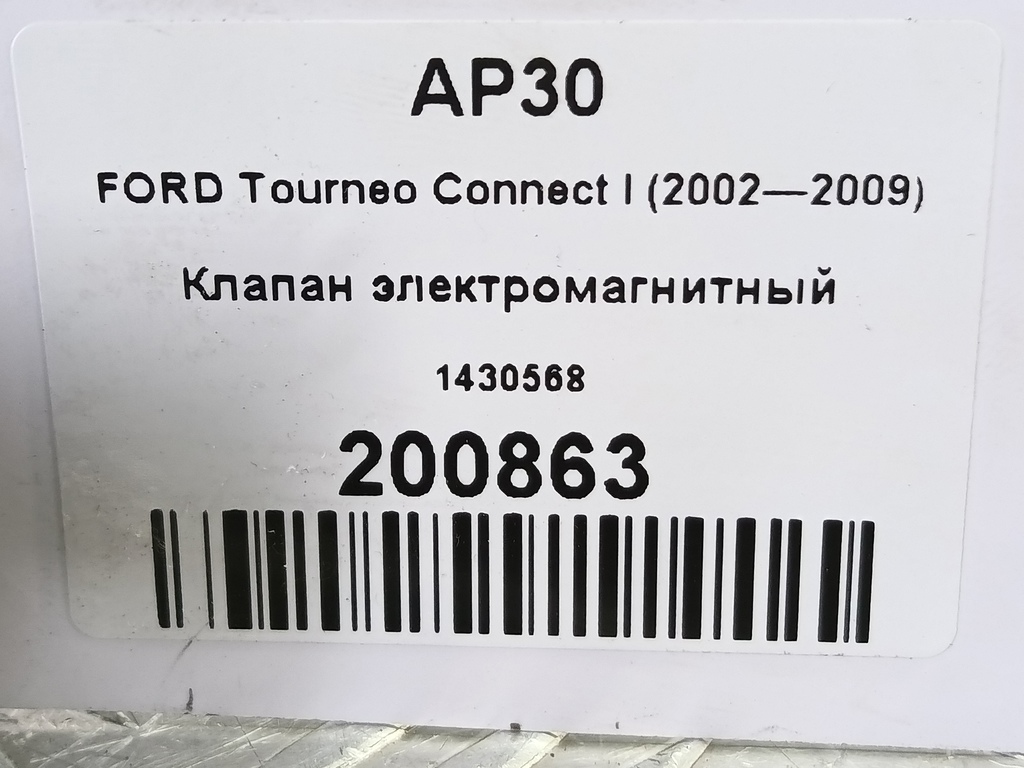 AP30
FORD Tourneo Connect I (2002—2009)
Клапан электромагнитный
1430568
200863